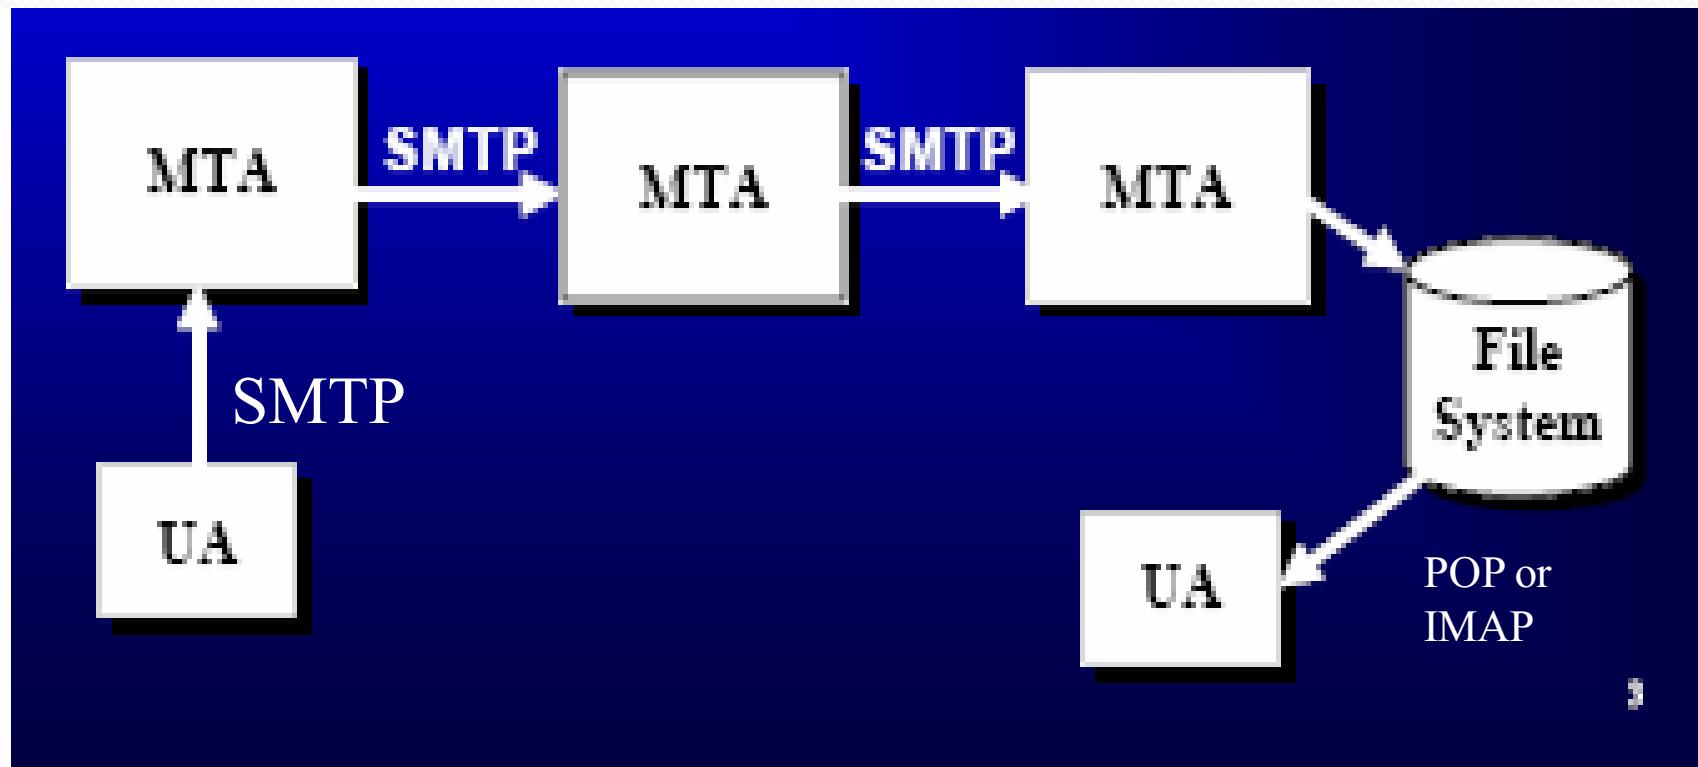 MTA
SMTP
MTA
SMTP
MTA
File
System
SMTP
UA
UA
POP or
IMAP
3